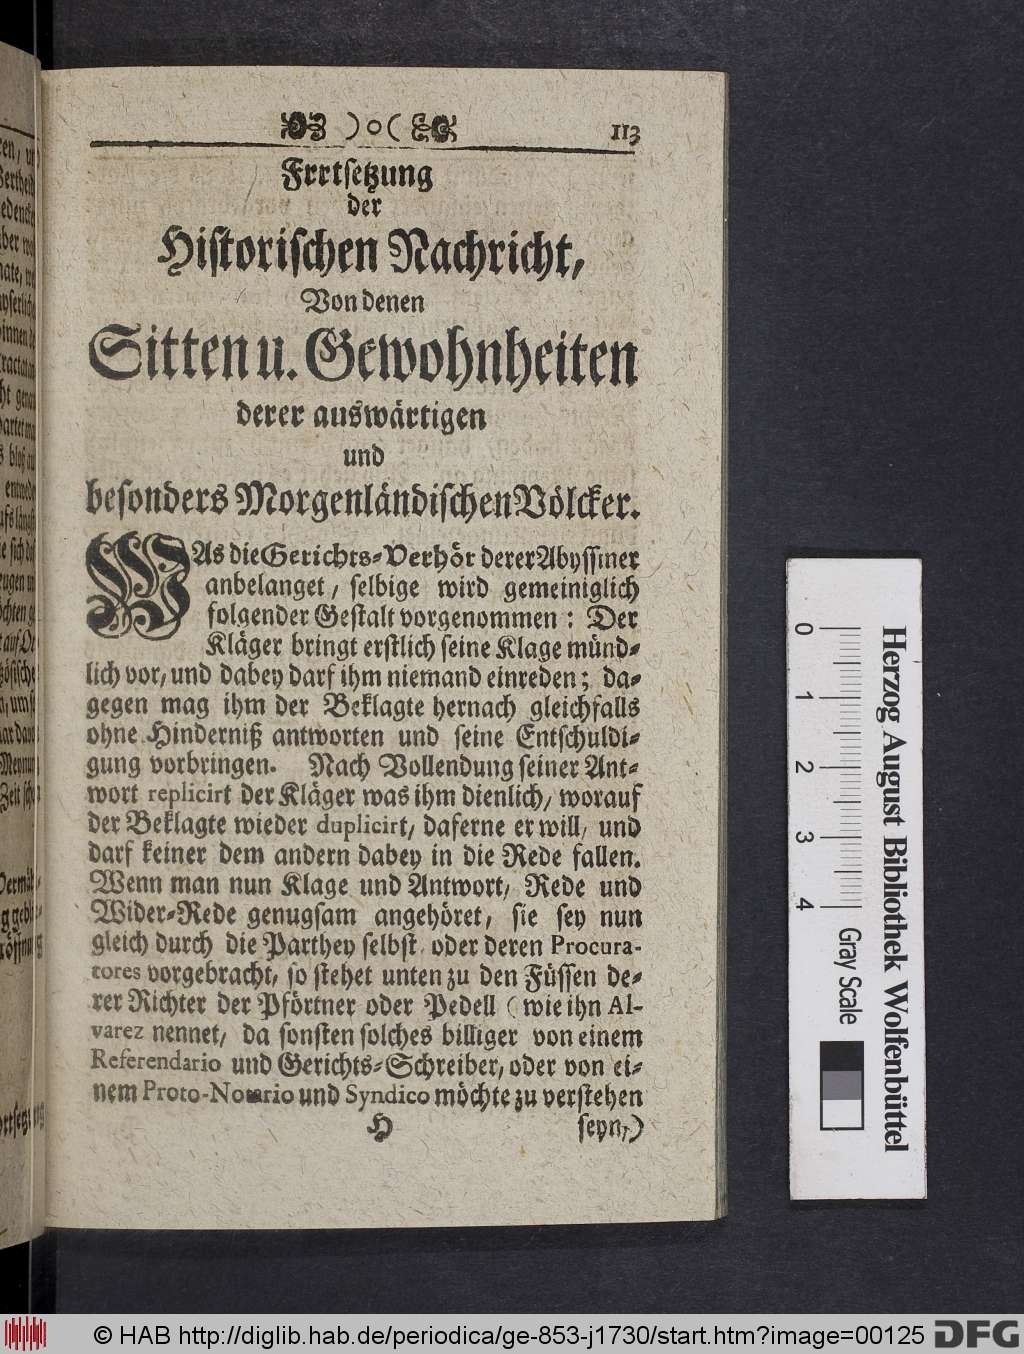 )o( 113
Frrtsetzung
der
Historischen Nachricht,
Von denen
Sitten u. Gewohnheiten
derer auswärtigen
und
besonders Morgenländischen Völcker.
WAs die Gerichts-Verhör derer Abyssiner
anbelanget, selbige wird gemeiniglich
folgender Gestalt vorgenommen: Der
Kläger bringt erstlich seine Klage münd-
lich vor, und dabey darf ihm niemand einreden; da-
gegen mag ihm der Beklagte hernach gleichfalls
ohne Hinderniß antworten und seine Entschuldi-
gung vorbringen. Nach Vollendung seiner Ant-
wort replicirt der Kläger was ihm dienlich, worauf
der Beklagte wieder duplicirt, daferne er will, und
darf keiner dem andern dabey in die Rede fallen.
Wenn man nun Klage und Antwort, Rede und
Wider-Rede genugsam angehöret, sie sey nun
gleich durch die Parthey selbst oder deren Procura-
tores vorgebracht, so stehet unten zu den Füssen de-
rer Richter der Pförtner oder Pedell (wie ihn Al-
varez nennet, da sonsten solches billiger von einem
Referendario und Gerichts-Schreiber, oder von ei-
nem Proto-Notario und Syndico möchte zu verstehen
H seyn,)
0 1 2 3 4
Gray Scale
Herzog August Bibliothek Wolfenbüttel
© HAB http://diglib.hab.de/periodica/ge-853-j1730/start.htm?image=00125
DFG